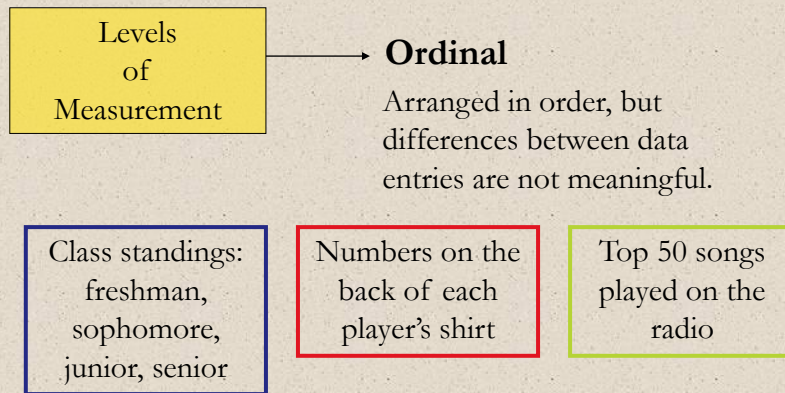 Levels
of
Measurement
Ordinal
Arranged in order, but
differences between data
entries are not meaningful.
Class standings:
freshman,
sophomore,
junior, senior
Numbers on the
back of each
player's shirt
Top 50 songs
played on the
radio